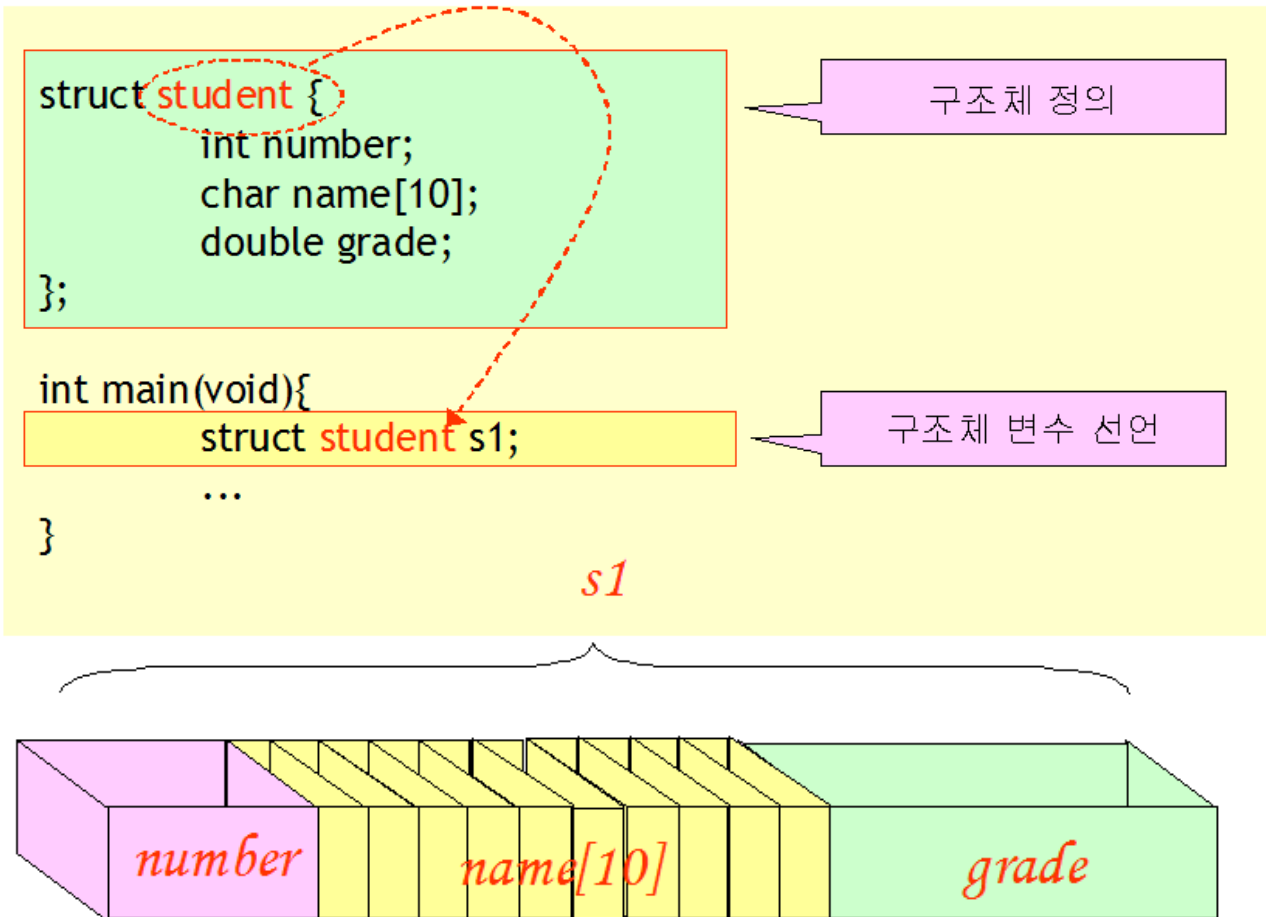 struct student {
int number;
char name[10];
double grade;
};
구조체 정의
int main(void){
struct student s1;
구조체 변수 선언
...
}
s1
number
name[10]
grade